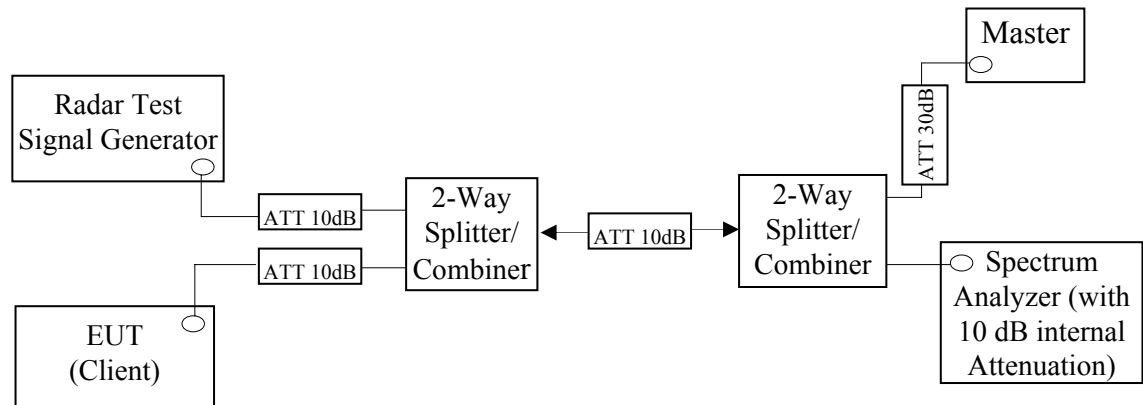 Radar Test
Signal Generator
ATT 10dB
ATT 10dB
EUT
(Client)
2-Way
Splitter/
Combiner
ATT 10dB
2-Way
Splitter/
Combiner
ATT 30dB
Master
Spectrum
Analyzer (with
10 dB internal
Attenuation)